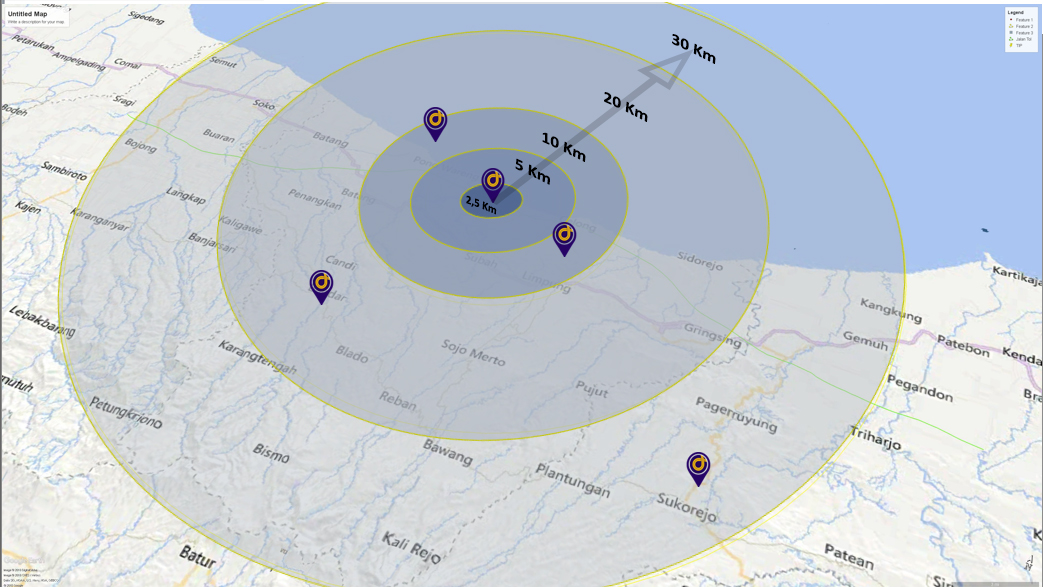 Untitled Map
Write a description for your map.
Legend
Feature 1
Feature 2
Feature 3
Jalan Tol
TIP
Sigedang
Petarukan
Ampelgading
Comal
Semut
30 Km
20 Km
10 Km
5 Km
2,5 Km
Sragi
Soko
Bodeh
Buaran
Batang
Bojong
Sambiroto
Langkap
Penangkan
Kajen
Karanganyar
Kaligawe
Banjarsari
Candi
Sidorejo
Kartikaja
Kangkung
Lebakbarang
Gringsing
Gemuh
Patebon
Kenda
Karangtengah
Blado
Sojo Merto
Pegandon
Reban
Pujut
Petungkriono
Pagerruyung
Triharjo
Bismo
Bawang
Plantungan
Sukorejo
Kali Rejo
Batur
Patean